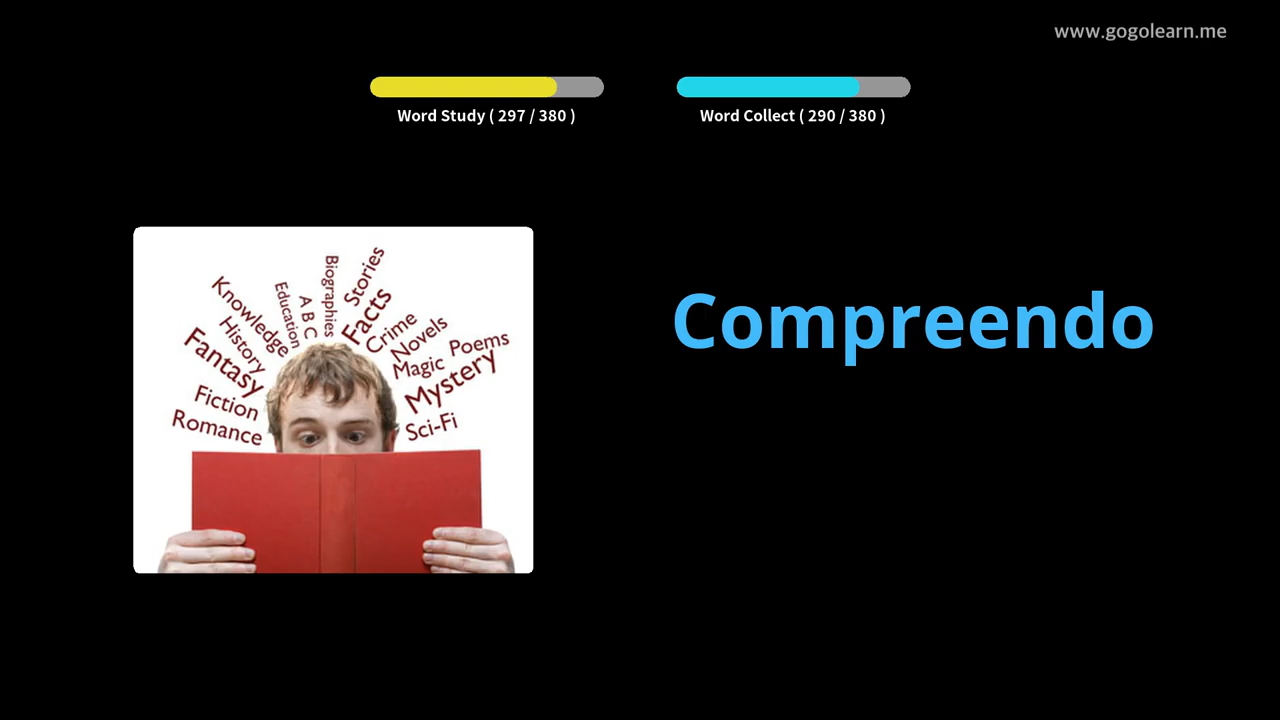 www.gogolearn.me
Word Study ( 297 / 380 )
Word Collect ( 290 / 380 )
Compreendo
Biographies
Stories
Education
A B C
Facts
Knowledge
Crime
History
Novels
Fantasy
Magic
Poems
Mystery
Fiction
Romance
Sci-Fi